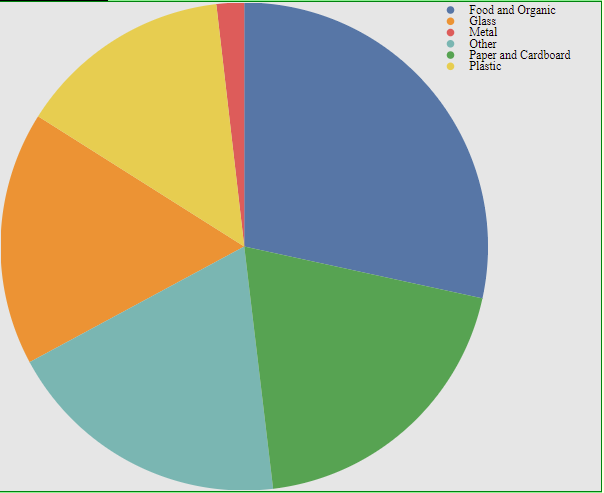 Food and Organic
Glass
Metal
Other
Paper and Cardboard
Plastic